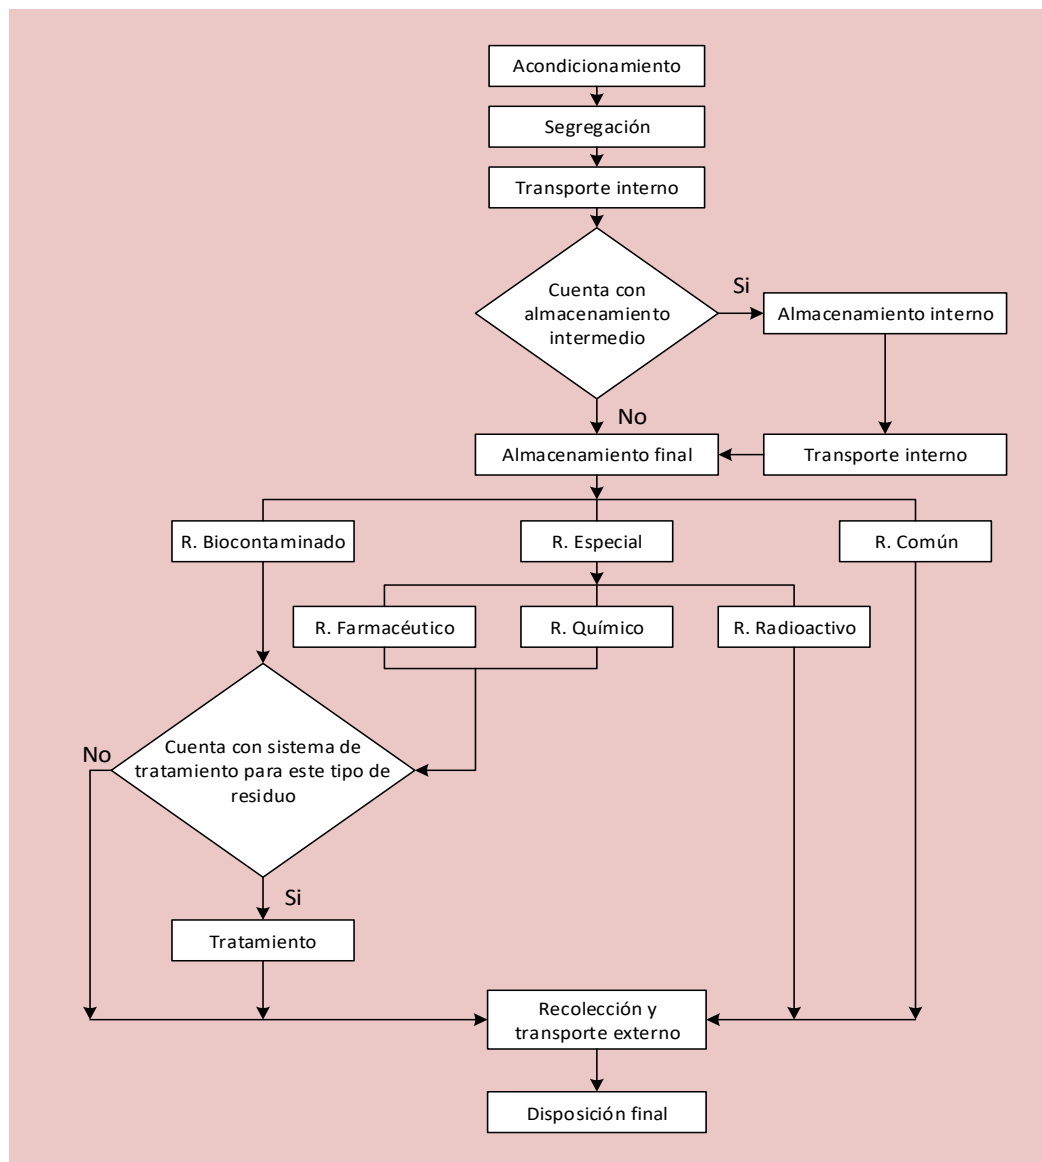 Acondicionamiento
Segregación
Transporte interno
Cuenta con
almacenamiento
intermedio
Si
Almacenamiento interno
No
Almacenamiento final
Transporte interno
R. Biocontaminado
R. Especial
R. Común
R. Farmacéutico
R. Químico
R. Radioactivo
No
Cuenta con sistema de
tratamiento para este tipo de
residuo
Si
Tratamiento
Recolección y
transporte externo
Disposición final